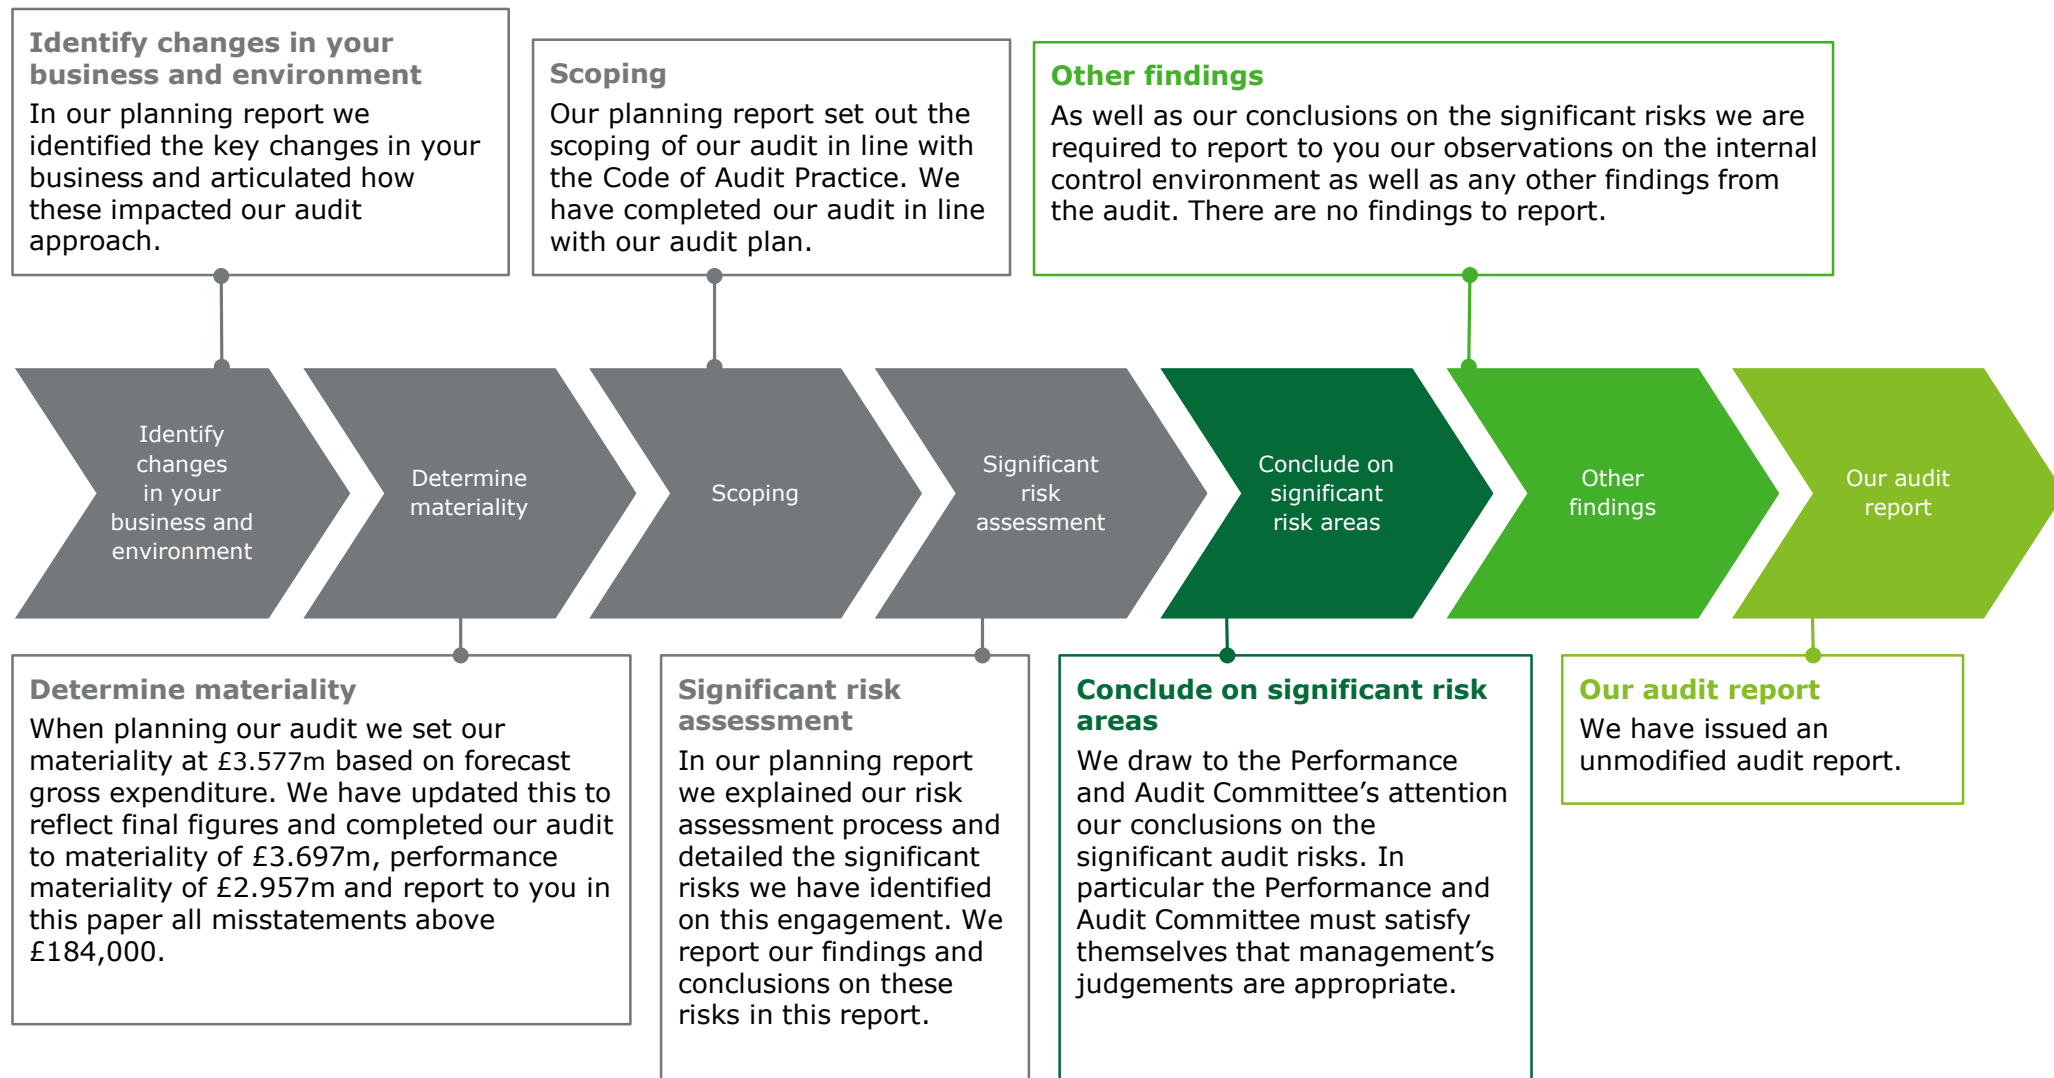 Identify changes in your
business and environment
In our planning report we
identified the key changes in your
business and articulated how
these impacted our audit
approach.
Scoping
Our planning report set out the
scoping of our audit in line with
the Code of Audit Practice. We
have completed our audit in line
with our audit plan.
Other findings
As well as our conclusions on the significant risks we are
required to report to you our observations on the internal
control environment as well as any other findings from
the audit. There are no findings to report.
Identify
changes
in your
business and
environment
Determine
materiality
Scoping
Significant
risk
assessment
Conclude on
significant
risk areas
Other
findings
Our audit
report
Determine materiality
When planning our audit we set our
materiality at £3.577m based on forecast
gross expenditure. We have updated this to
reflect final figures and completed our audit
to materiality of £3.697m, performance
materiality of £2.957m and report to you in
this paper all misstatements above
£184,000.
Significant risk
assessment
In our planning report
we explained our risk
assessment process and
detailed the significant
risks we have identified
on this engagement. We
report our findings and
conclusions on these
risks in this report.
Conclude on significant risk
areas
We draw to the Performance
and Audit Committee’s attention
our conclusions on the
significant audit risks. In
particular the Performance and
Audit Committee must satisfy
themselves that management’s
judgements are appropriate.
Our audit report
We have issued an
unmodified audit report.